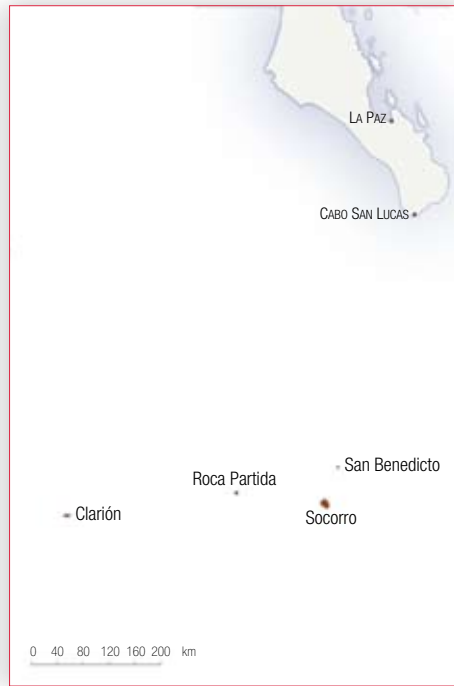 LA PAZ
CABO SAN LUCAS
San Benedicto
Roca Partida
Clarión
Socorro
0 40 80 120 160 200 km